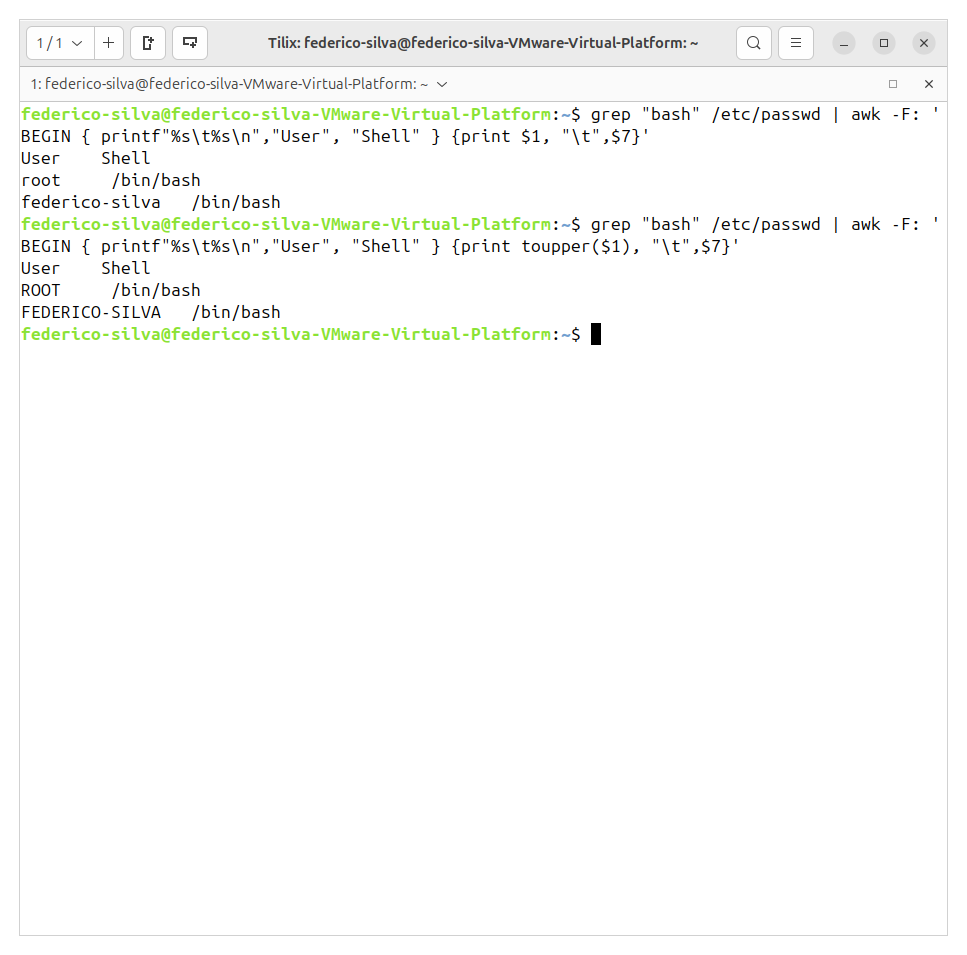 1 / 1
Tilix: federico-silva@federico-silva-VMware-Virtual-Platform: ~
1: federico-silva@federico-silva-VMware-Virtual-Platform: ~
federico-silva@federico-silva-VMware-Virtual-Platform:~$ grep "bash" /etc/passwd | awk -F: '
BEGIN { printf"%s\t%s\n","User", "Shell" } {print $1, "\t",$7}'
User    Shell
root     /bin/bash
federico-silva   /bin/bash
federico-silva@federico-silva-VMware-Virtual-Platform:~$ grep "bash" /etc/passwd | awk -F: '
BEGIN { printf"%s\t%s\n","User", "Shell" } {print toupper($1), "\t",$7}'
User    Shell
ROOT     /bin/bash
FEDERICO-SILVA   /bin/bash
federico-silva@federico-silva-VMware-Virtual-Platform:~$